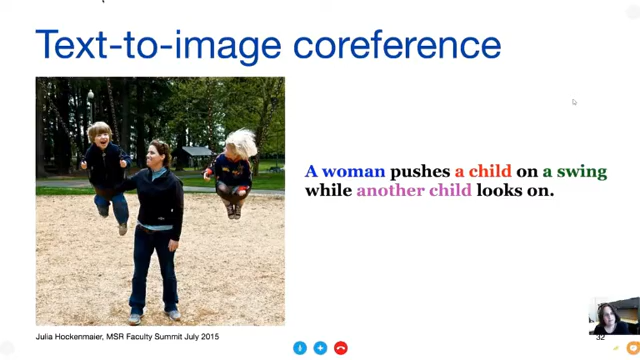 Text-to-image coreference
A woman pushes a child on a swing
while another child looks on.
Julia Hockenmaier, MSR Faculty Summit July 2015
32